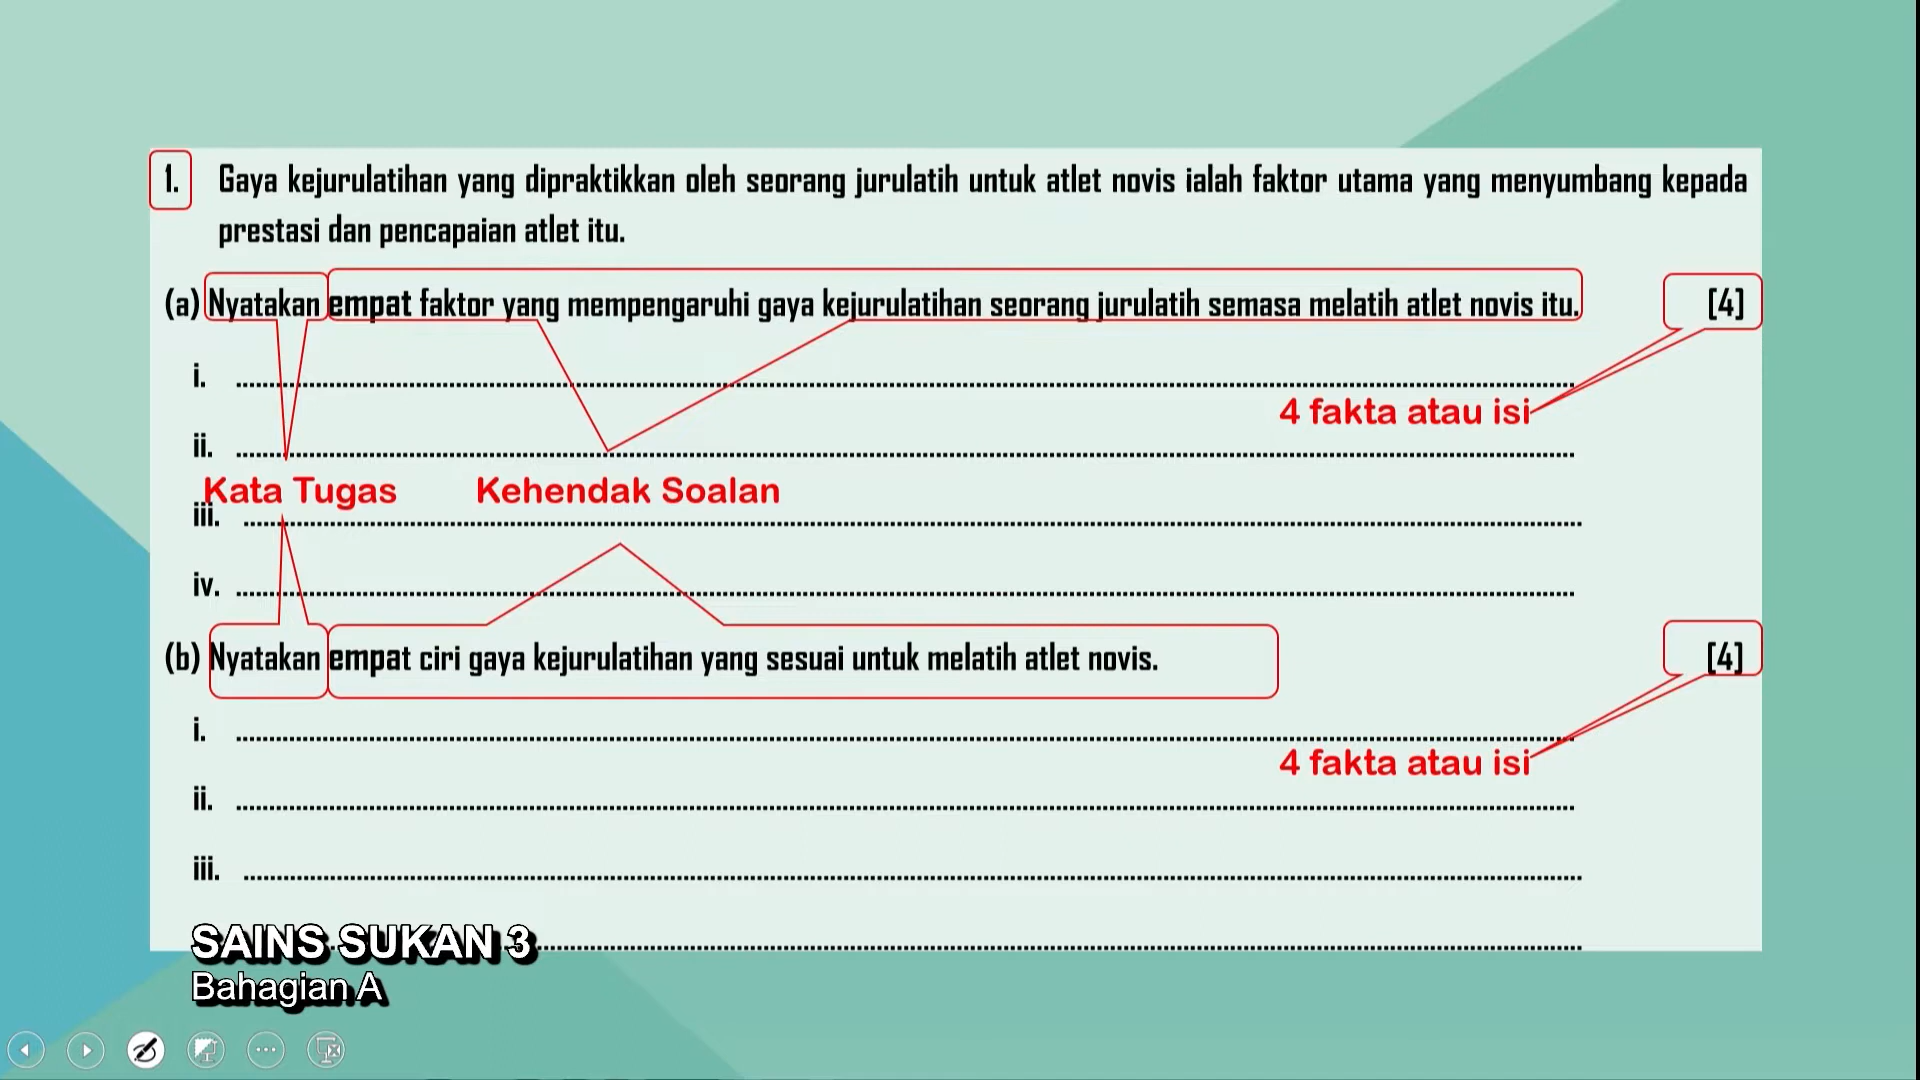 1. Gaya kejurulatihan yang dipraktikkan oleh seorang jurulatih untuk atlet novis ialah faktor utama yang menyumbang kepada
prestasi dan pencapaian atlet itu.
(a) Nyatakan empat faktor yang mempengaruhi gaya kejurulatihan seorang jurulatih semasa melatih atlet novis itu. [4]
i. ........................................
4 fakta atau isi
ii. ........................................
Kata Tugas Kehendak Soalan
iii. ........................................
iv. ........................................
(b) Nyatakan empat ciri gaya kejurulatihan yang sesuai untuk melatih atlet novis. [4]
i. ........................................
4 fakta atau isi
ii. ........................................
iii. ........................................
SAINS SUKAN 3
Bahagian A